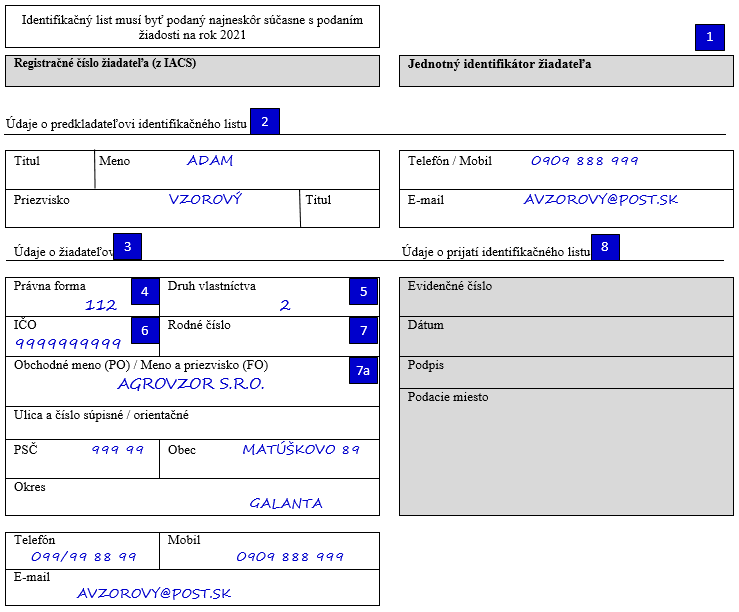 Identifikačný list musí byť podaný najneskôr súčasne s podaním
žiadosti na rok 2021
1
Registračné číslo žiadateľa (z IACS)
Jednotný identifikátor žiadateľa
Údaje o predkladateľovi identifikačného listu 2
Titul Meno ADAM
Telefón / Mobil 0909 888 999
Priezvisko VZOROVÝ Titul
E-mail AVZOROVY@POST.SK
Údaje o žiadateľov 3
Údaje o prijatí identifikačného listu 8
Právna forma 4 Druh vlastníctva 5
112 2
Evidenčné číslo
IČO 6 Rodné číslo 7
9999999999
Dátum
Obchodné meno (PO) / Meno a priezvisko (FO) 7a
AGROVZOR S.R.O.
Podpis
Podacie miesto
Ulica a číslo súpisné / orientačné
PSČ 999 99 Obec MATÚŠKOVO 89
Okres
GALANTA
Telefón Mobil
099/99 88 99 0909 888 999
E-mail
AVZOROVY@POST.SK